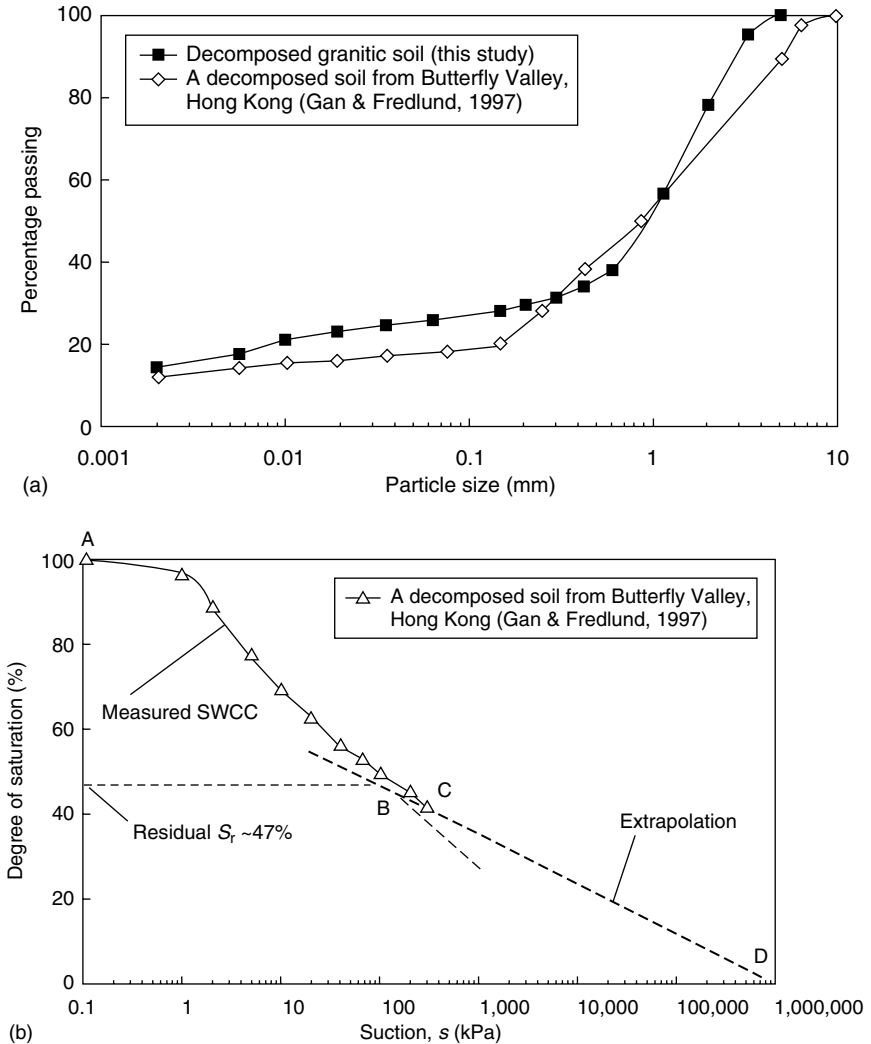 100
80
60
40
20
0
Percentage passing
Decomposed granitic soil (this study)
A decomposed soil from Butterfly Valley,
Hong Kong (Gan & Fredlund, 1997)
0.001
0.01
0.1
1
10
(a)
Particle size (mm)
A
100
80
60
40
20
0
Degree of saturation (%)
A decomposed soil from Butterfly Valley,
Hong Kong (Gan & Fredlund, 1997)
Measured SWCC
B
C
Residual Sr ~47%
Extrapolation
D
0.1
1
10
100
1,000
10,000
100,000
1,000,000
(b)
Suction, s (kPa)